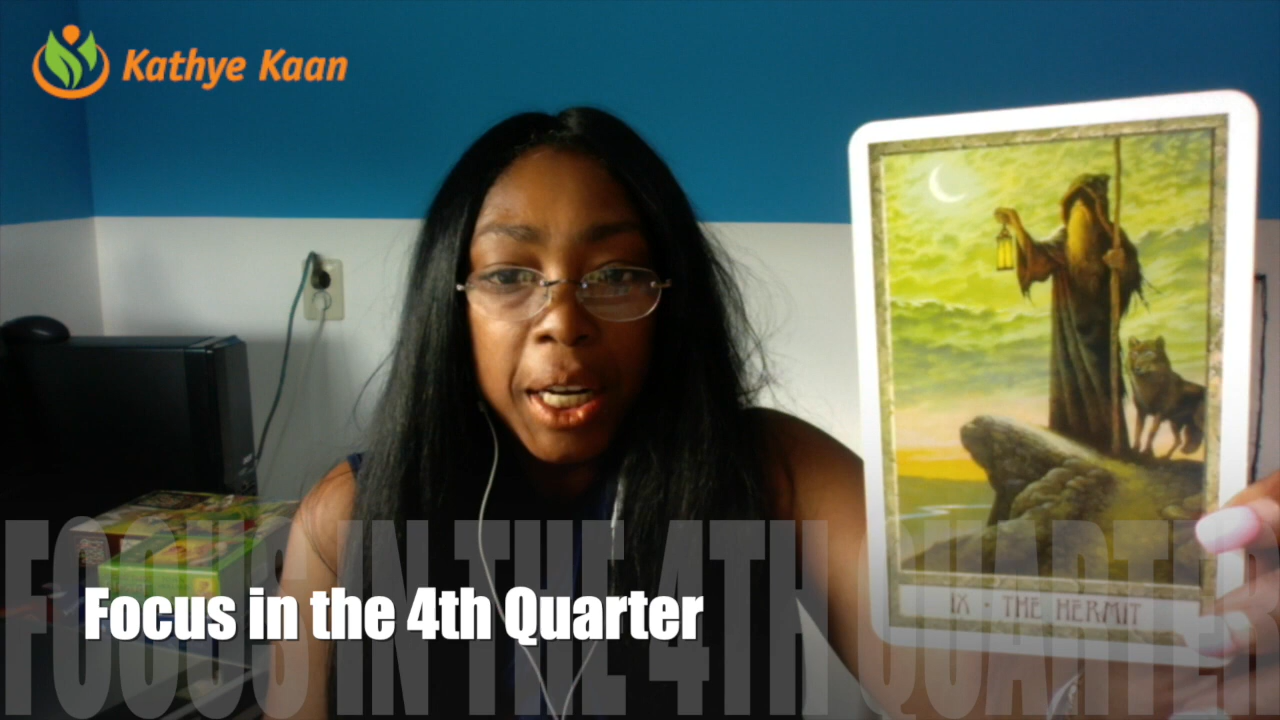 Kathye Kaan
FOCUS IN THE 4TH QUARTER
Focus in the 4th Quarter
IX - THE HERMIT